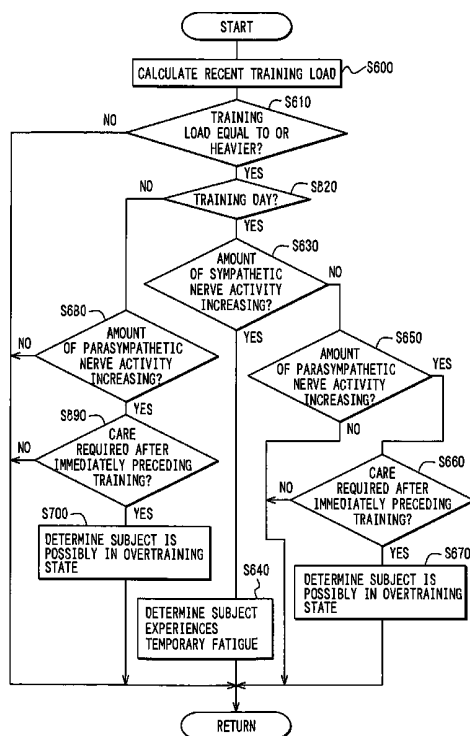 START
CALCULATE RECENT TRAINING LOAD
S600
S610
NO
TRAINING
LOAD EQUAL TO OR
HEAVIER?
YES
NO
S620
TRAINING DAY?
YES
S630
AMOUNT
OF SYMPATHETIC
NERVE ACTIVITY
INCREASING?
NO
YES
S680
AMOUNT
OF PARASYMPATHETIC
NERVE ACTIVITY
INCREASING?
NO
YES
S650
AMOUNT
OF PARASYMPATHETIC
NERVE ACTIVITY
INCREASING?
YES
NO
S690
CARE
REQUIRED AFTER
IMMEDIATELY PRECEDING
TRAINING?
NO
YES
S660
CARE
REQUIRED AFTER
IMMEDIATELY PRECEDING
TRAINING?
NO
YES
S700
DETERMINE SUBJECT IS
POSSIBLY IN OVERTRAINING
STATE
S670
DETERMINE SUBJECT IS
POSSIBLY IN OVERTRAINING
STATE
S640
DETERMINE SUBJECT
EXPERIENCES
TEMPORARY FATIGUE
RETURN